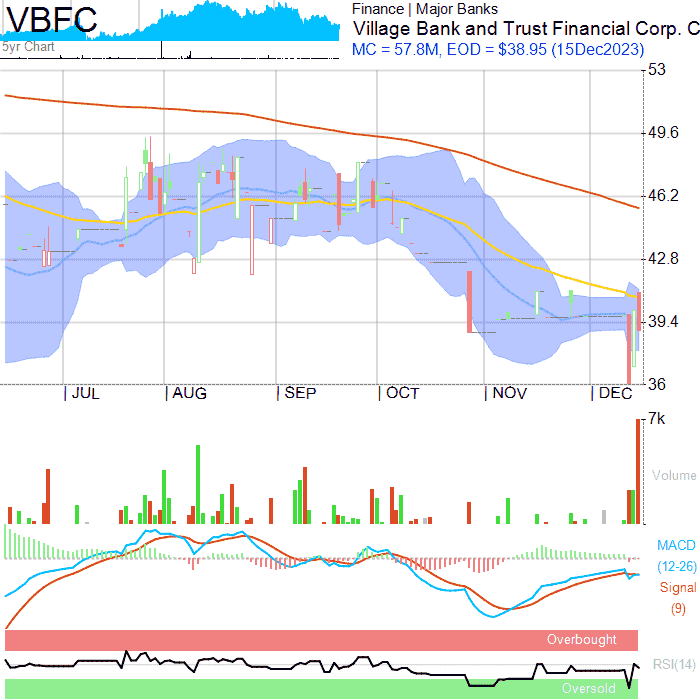 VBFC
5yr Chart
Finance | Major Banks
Village Bank and Trust Financial Corp. C
MC = 57.8M, EOD = $38.95 (15Dec2023)
53
49.6
46.2
42.8
39.4
36
JUL AUG SEP OCT NOV DEC
7k
Volume
MACD
(12-26)
Signal
(9)
Overbought
RSI(14)
Oversold